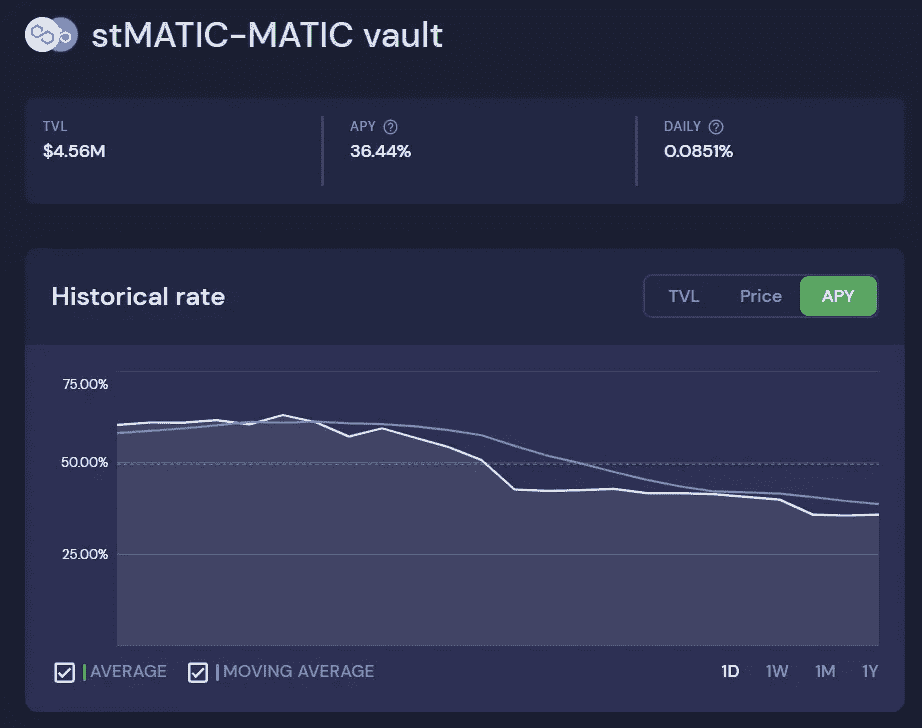 stMATIC-MATIC vault
TVL APY ? DAILY ?
$4.56M 36.44% 0.0851%
Historical rate TVL Price APY
75.00%
50.00%
25.00%
AVERAGE MOVING AVERAGE 1D 1W 1M 1Y